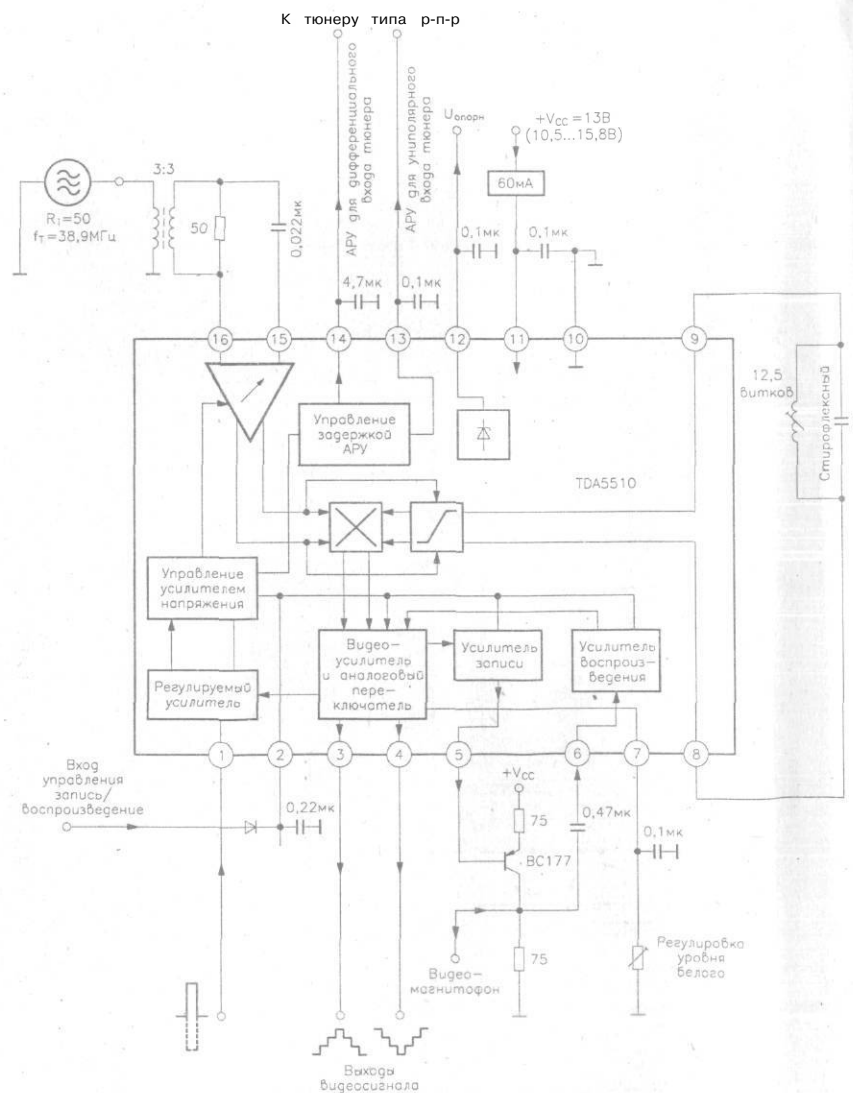 К тюнеру типа p-п-p
АРУ для дифференциального
входа тюнера
АРУ для униполярного
входа тюнера
Uопорн
+Vcc=13В
(10,5...15,8В)
60мА
3:3
50
0,022мк
Ri=50
fт=38,9МГц
4,7мк
0,1мк
0,1мк
0,1мк
16
15
14
13
12
11
10
9
12,5
витков
Стирофлексный
Управление
задержкой
АРУ
TDA5510
Управление
усилителем
напряжения
Регулируемый
усилитель
Видео-
усилитель
и аналоговый
пере-
ключатель
Усилитель
записи
Усилитель
воспроиз-
ведения
1
2
3
4
5
6
7
8
Вход
управления
запись/
воспроизведение
0,22мк
+Vcc
75
BC177
0,47мк
0,1мк
75
Видео-
магнитофон
Регулировка
уровня
белого
Выходы
видеосигнала